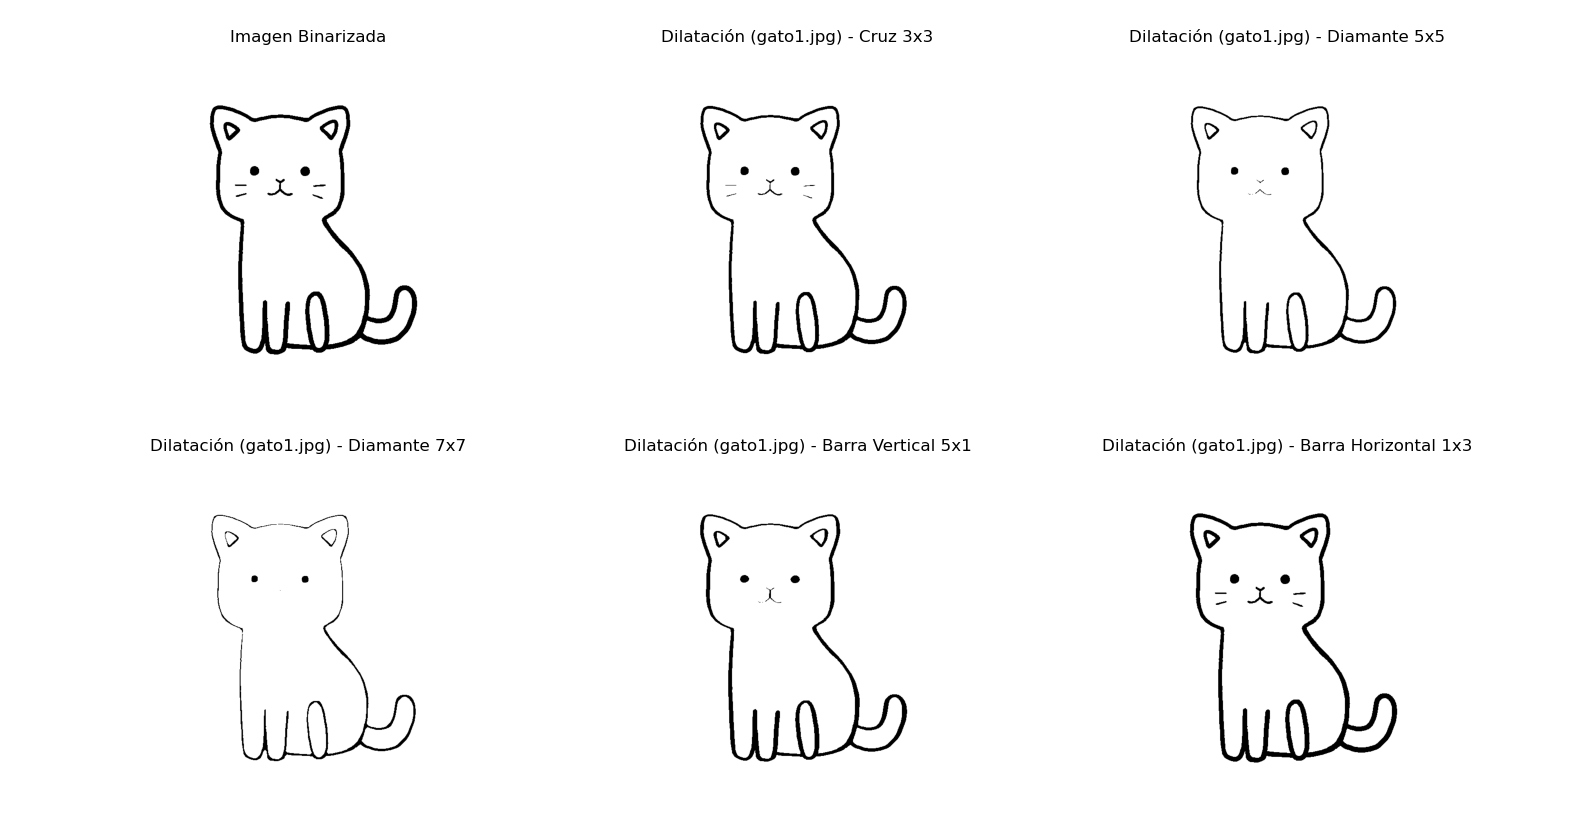 Imagen Binarizada
Dilatación (gato1.jpg) - Cruz 3x3
Dilatación (gato1.jpg) - Diamante 5x5
Dilatación (gato1.jpg) - Diamante 7x7
Dilatación (gato1.jpg) - Barra Vertical 5x1
Dilatación (gato1.jpg) - Barra Horizontal 1x3